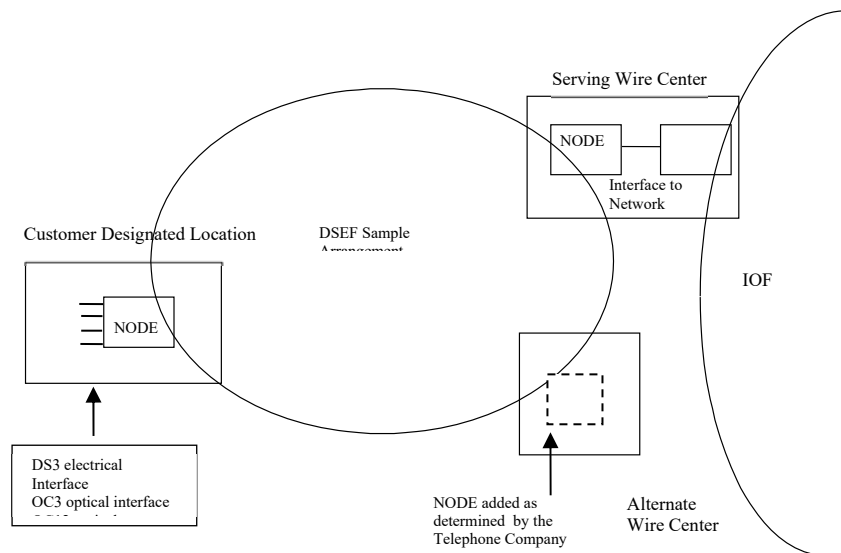 Serving Wire Center
NODE
Interface to
Network
Customer Designated Location
DSEF Sample
Arrangement
IOF
NODE
DS3 electrical
Interface
OC3 optical interface
NODE added as
determined by the
Telephone Company
Alternate
Wire Center